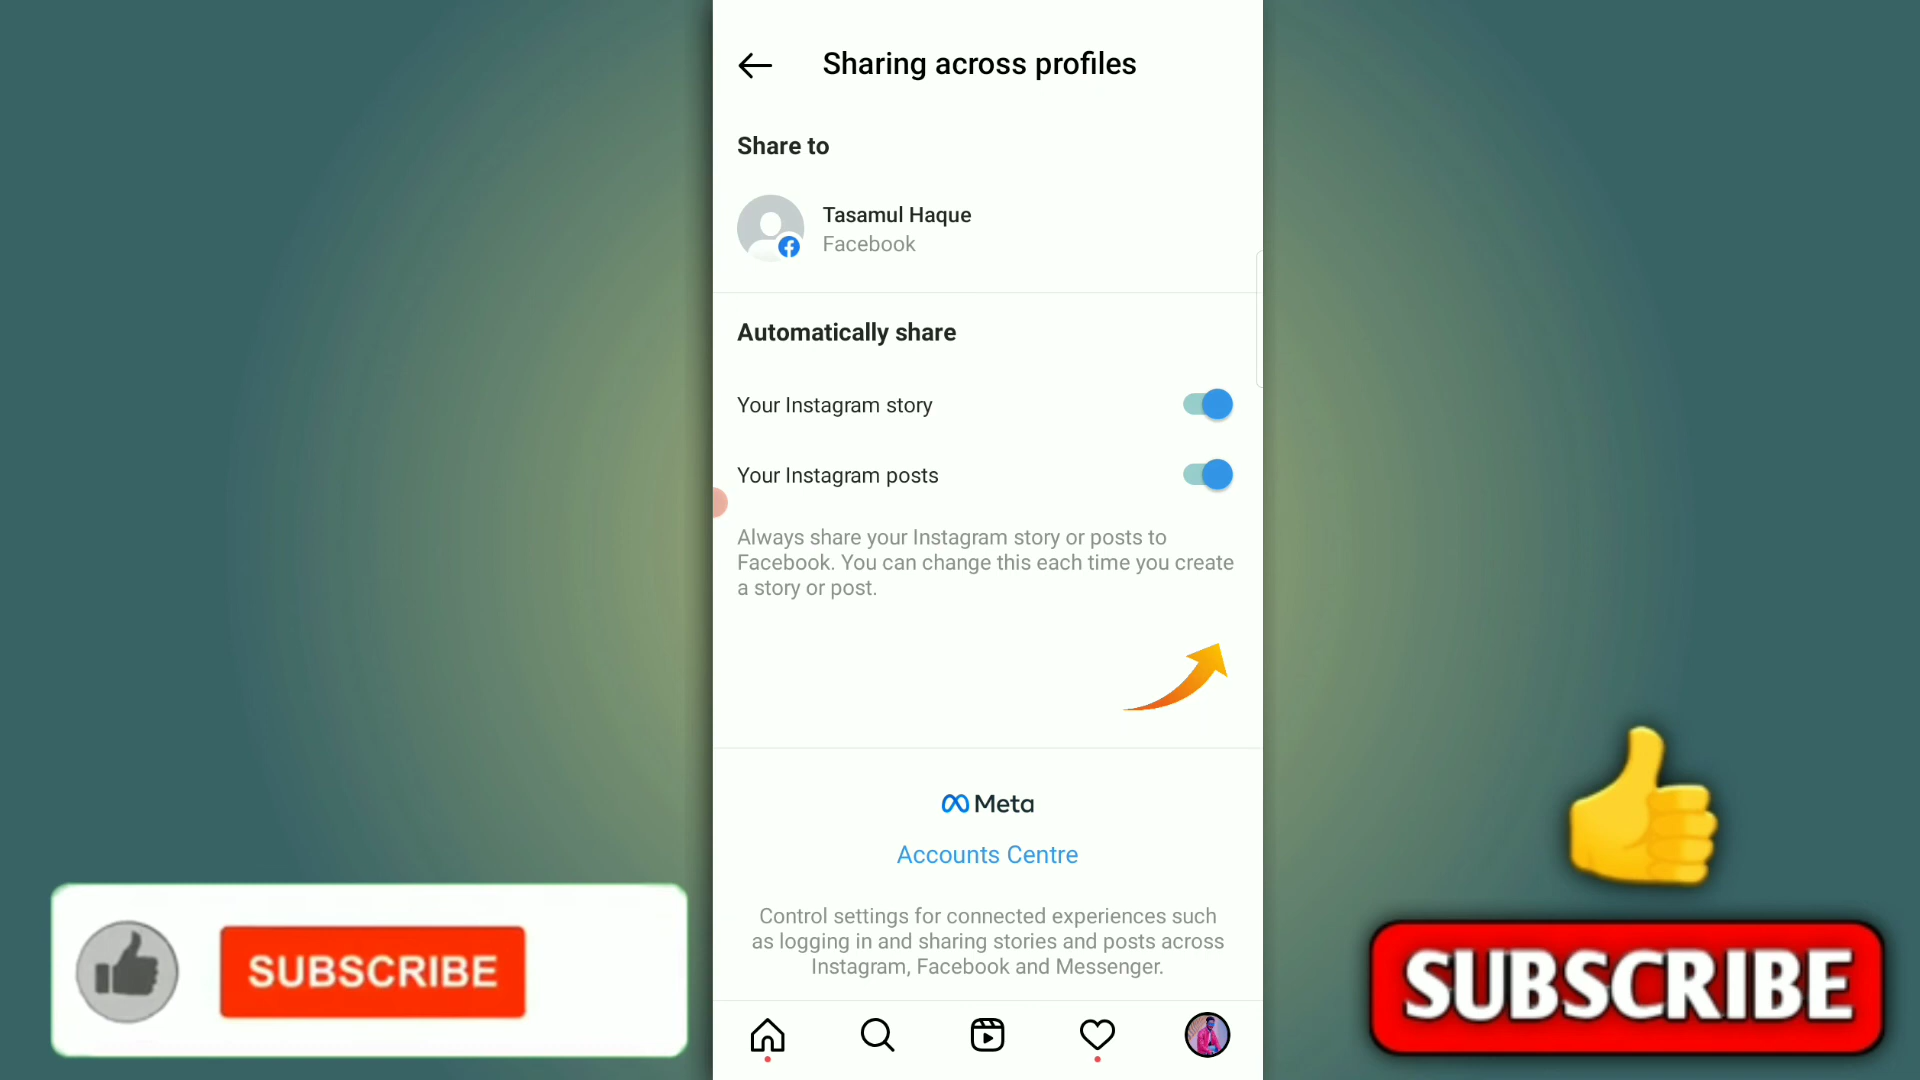 Sharing across profiles
Share to
Tasamul Haque
Facebook
Automatically share
Your Instagram story
Your Instagram posts
Always share your Instagram story or posts to
Facebook. You can change this each time you create
a story or post.
Meta
Accounts Centre
Control settings for connected experiences such
as logging in and sharing stories and posts across
Instagram, Facebook and Messenger.
SUBSCRIBE
SUBSCRIBE